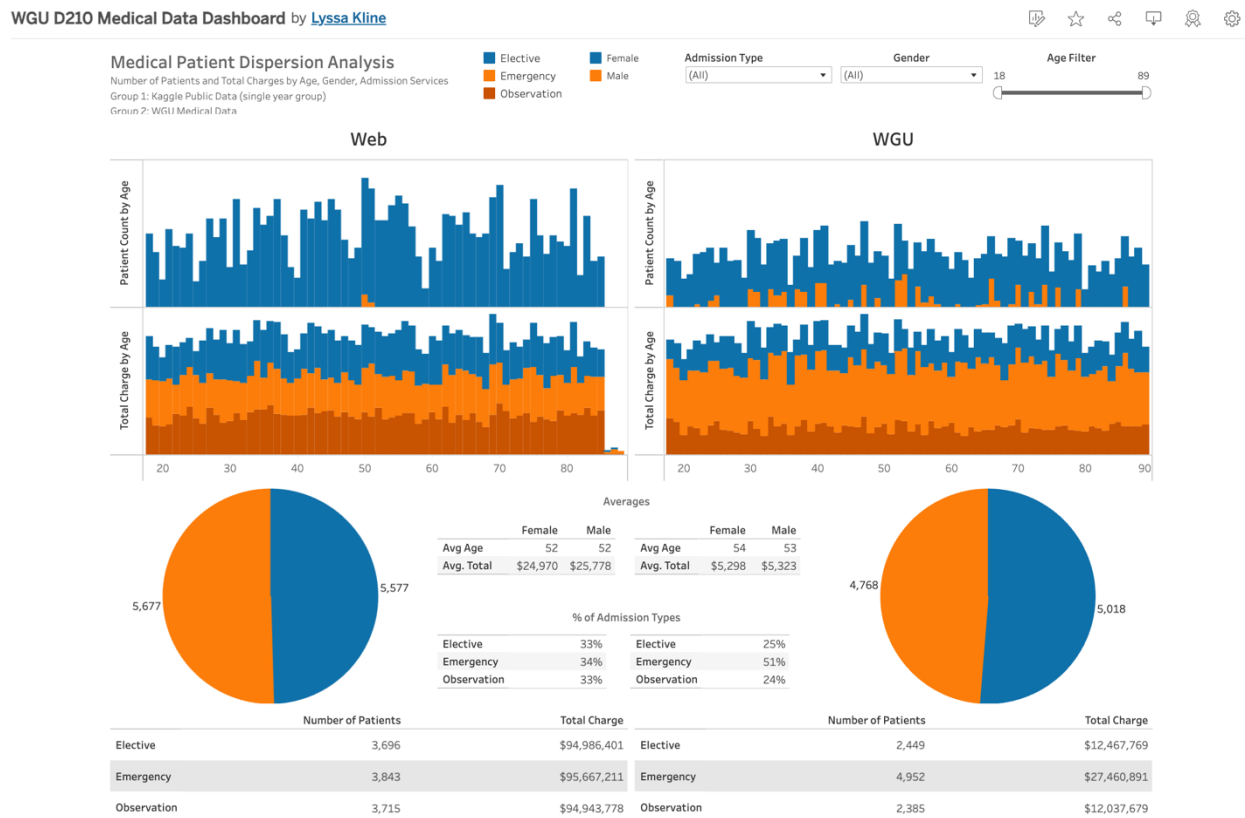 WGU D210 Medical Data Dashboard by Lyssa Kline
Medical Patient Dispersion Analysis
Number of Patients and Total Charges by Age, Gender, Admission Services
Group 1: Kaggle Public Data (single year group)
Group 2: WGU Medical Data
Elective
Emergency
Observation
Female
Male
Admission Type
(All)
Gender
(All)
Age Filter
18 89
Web
WGU
Patient Count by Age
Total Charge by Age
20 30 40 50 60 70 80
Patient Count by Age
Total Charge by Age
20 30 40 50 60 70 80 90
5,677
5,577
Averages
Female Male
Avg Age 52 52
Avg. Total $24,970 $25,778
Female Male
Avg Age 54 53
Avg. Total $5,298 $5,323
% of Admission Types
Elective 33%
Emergency 34%
Observation 33%
Elective 25%
Emergency 51%
Observation 24%
4,768
5,018
Number of Patients Total Charge
Elective 3,696 $94,986,401
Emergency 3,843 $95,667,211
Observation 3,715 $94,943,778
Number of Patients Total Charge
Elective 2,449 $12,467,769
Emergency 4,952 $27,460,891
Observation 2,385 $12,037,679